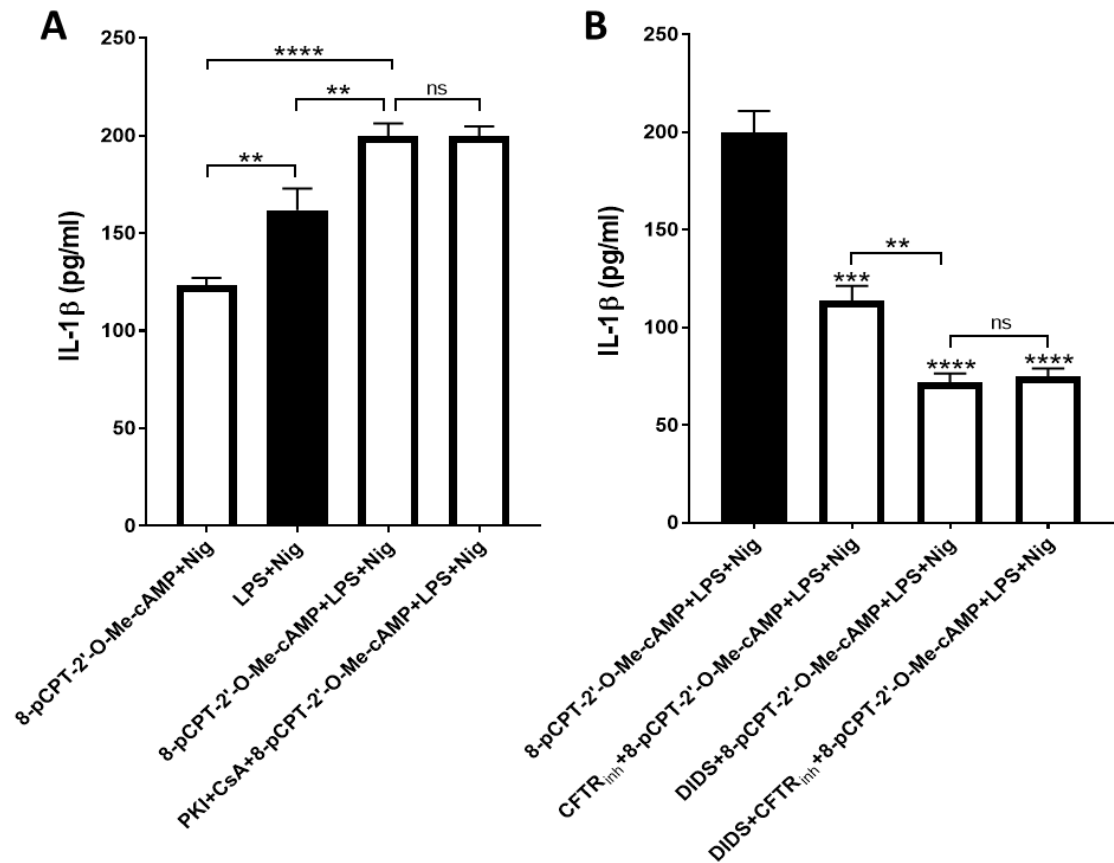 A
IL-1β (pg/ml)
250
200
150
100
50
0
****
**
ns
**
8-pCPT-2'-O-Me-cAMP+Nig
LPS+Nig
8-pCPT-2'-O-Me-cAMP+LPS+Nig
PKI+CsA+8-pCPT-2'-O-Me-cAMP+LPS+Nig
B
IL-1β (pg/ml)
250
200
150
100
50
0
**
***
ns
****
****
8-pCPT-2'-O-Me-cAMP+LPS+Nig
CFTRinh+8-pCPT-2'-O-Me-cAMP+LPS+Nig
DIDS+8-pCPT-2'-O-Me-cAMP+LPS+Nig
DIDS+CFTRinh+8-pCPT-2'-O-Me-cAMP+LPS+Nig